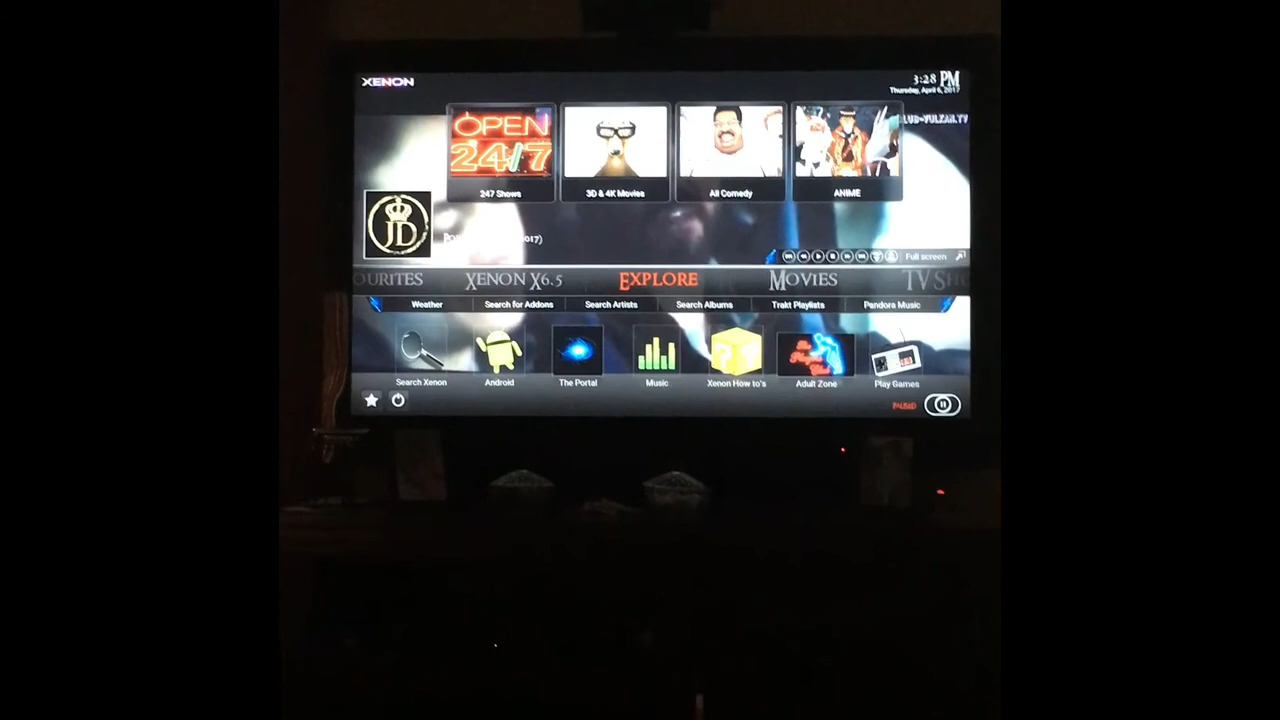 XENON
3:28 PM
Thursday, April 6, 2017
OPEN
24/7
247 Shows
3D & 4K Movies
All Comedy
ANIME
JD
Full screen
OURITES
XENON X6.5
EXPLORE
MOVIES
TV SHO
Weather
Search for Addons
Search Artists
Search Albums
Trakt Playlists
Pandora Music
Search Xenon
Android
The Portal
Music
Xenon How to's
Adult Zone
Play Games
PAUSED